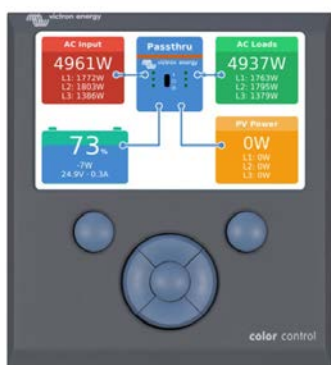 victron energy
AC Input
4961W
L1: 1772W
L2: 1803W
L3: 1386W
Passthru
victron energy
AC Loads
4937W
L1: 1763W
L2: 1795W
L3: 1379W
73%
-7W
24.9V - 0.3A
PV Power
0W
L1: 0W
L2: 0W
L3: 0W
color control